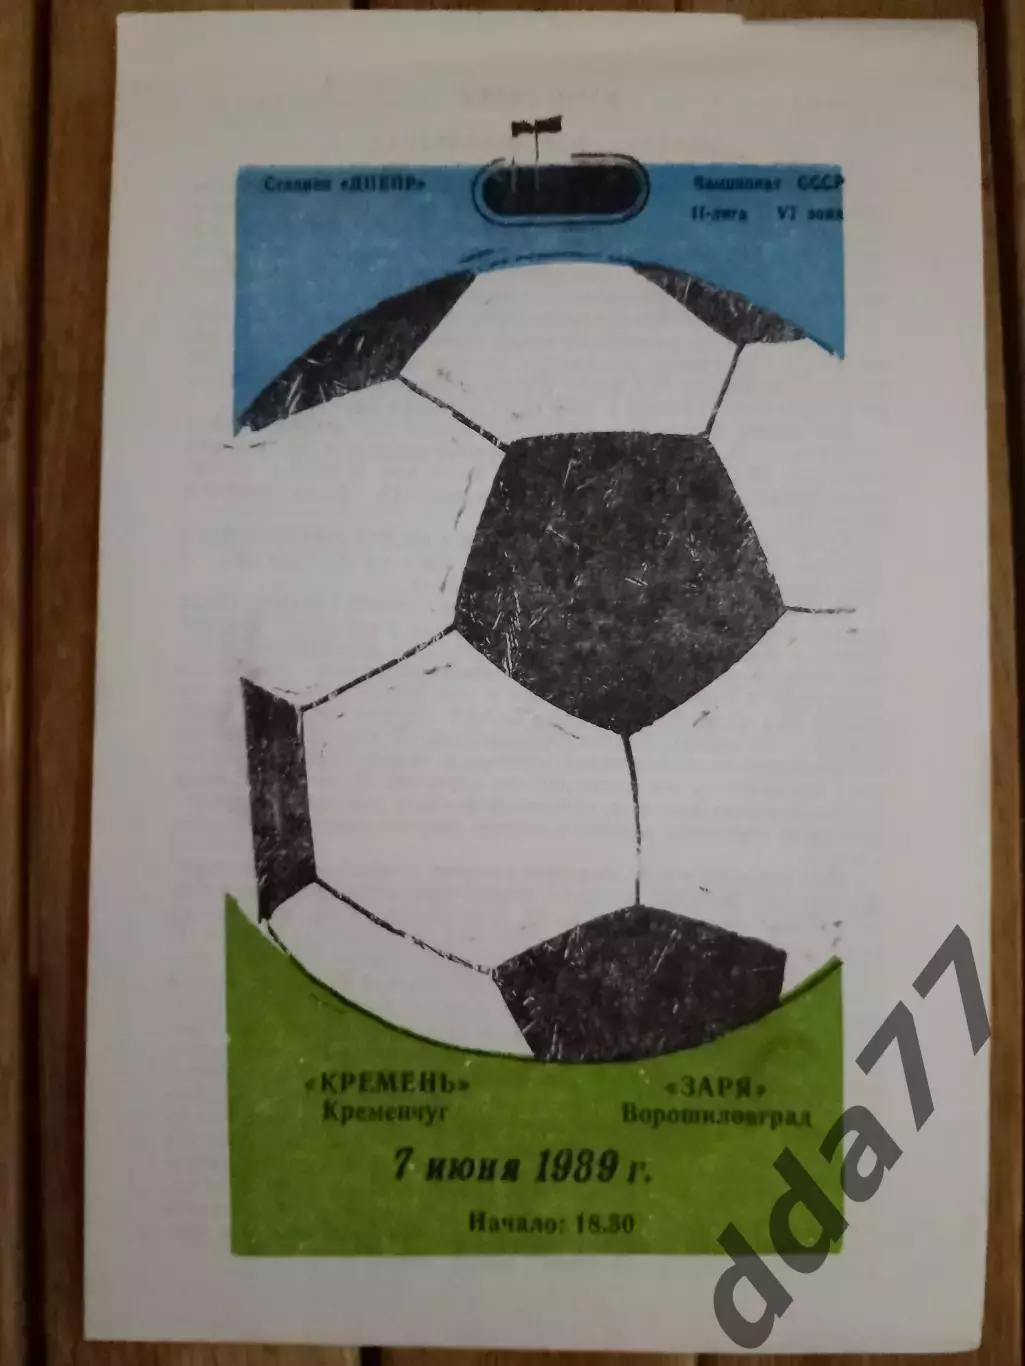 Стадион «ДНЕПР»
Чемпионат СССР
II-лига VI зона
«КРЕМЕНЬ»
Кременчуг
«ЗАРЯ»
Ворошиловград
7 июня 1989 г.
Начало: 18.30
dda77